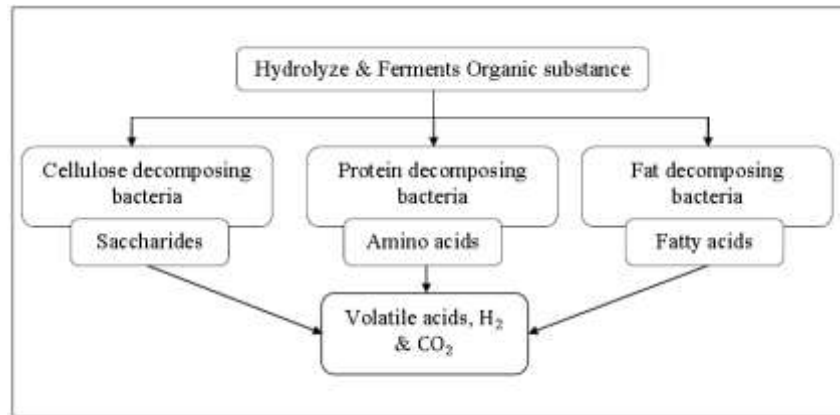 Hydrolyze & Ferments Organic substance
Cellulose decomposing
bacteria
Saccharides
Protein decomposing
bacteria
Amino acids
Fat decomposing
bacteria
Fatty acids
Volatile acids, H₂
& CO₂